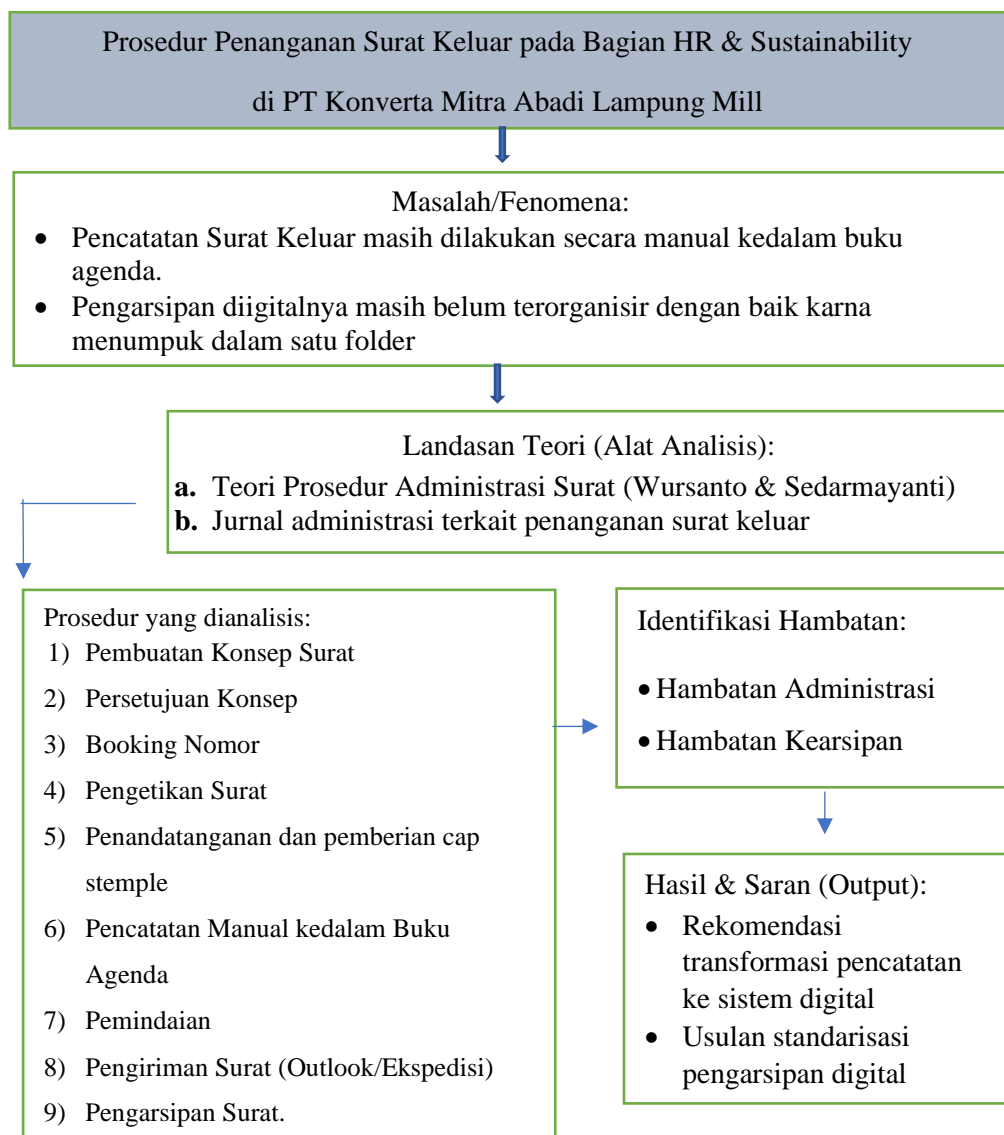 Prosedur Penanganan Surat Keluar pada Bagian HR & Sustainability
di PT Konverta Mitra Abadi Lampung Mill
Masalah/Fenomena:
• Pencatatan Surat Keluar masih dilakukan secara manual kedalam buku
agenda.
• Pengarsipan diigitalnya masih belum terorganisir dengan baik karna
menumpuk dalam satu folder
Landasan Teori (Alat Analisis):
a. Teori Prosedur Administrasi Surat (Wursanto & Sedarmayanti)
b. Jurnal administrasi terkait penanganan surat keluar
Prosedur yang dianalisis:
1) Pembuatan Konsep Surat
2) Persetujuan Konsep
3) Booking Nomor
4) Pengetikan Surat
5) Penandatanganan dan pemberian cap
stemple
6) Pencatatan Manual kedalam Buku
Agenda
7) Pemindaian
8) Pengiriman Surat (Outlook/Ekspedisi)
9) Pengarsipan Surat.
Identifikasi Hambatan:
• Hambatan Administrasi
• Hambatan Kearsipan
Hasil & Saran (Output):
• Rekomendasi
transformasi pencatatan
ke sistem digital
• Usulan standarisasi
pengarsipan digital